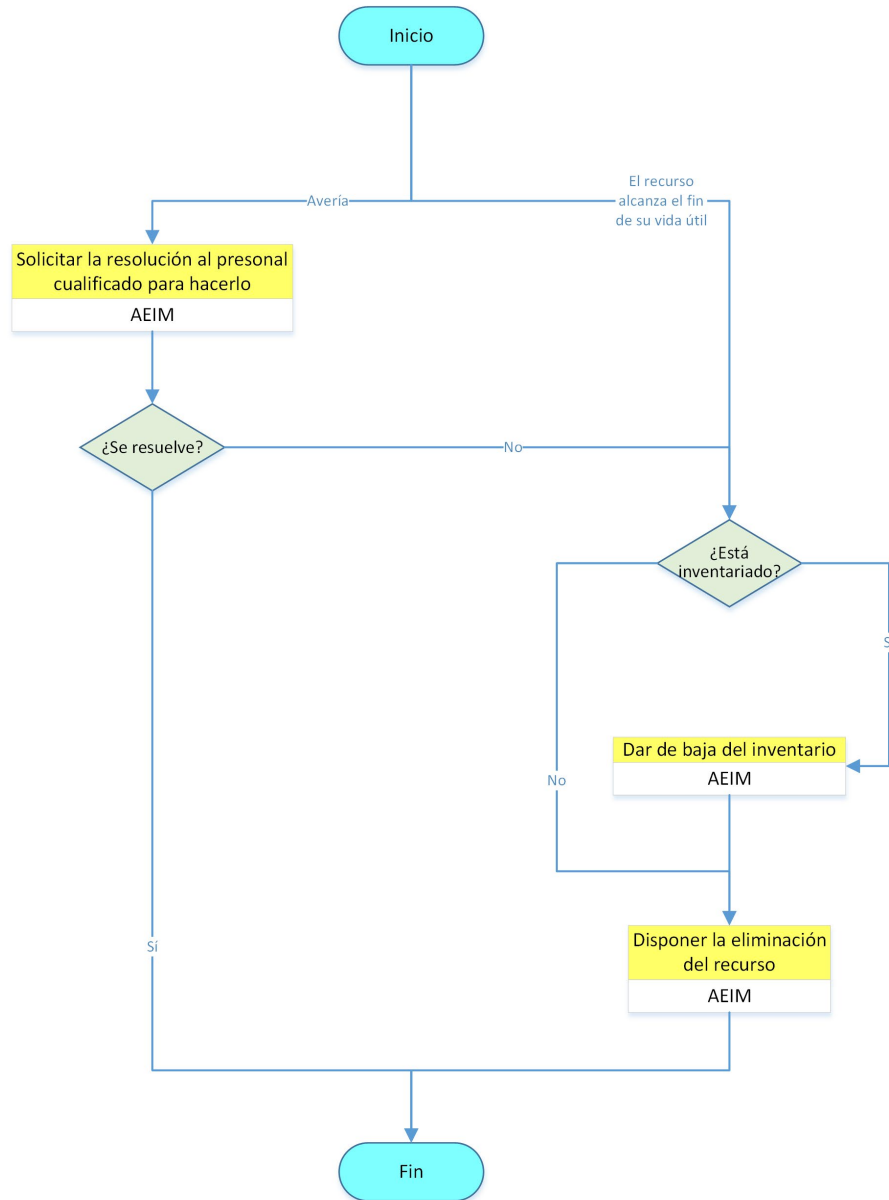 Inicio
Avería
El recurso
alcanza el fin
de su vida útil
Solicitar la resolución al presonal
cualificado para hacerlo
AEIM
¿Se resuelve?
No
¿Está
inventariado?
S
Dar de baja del inventario
AEIM
No
Disponer la eliminación
del recurso
AEIM
Sí
Fin